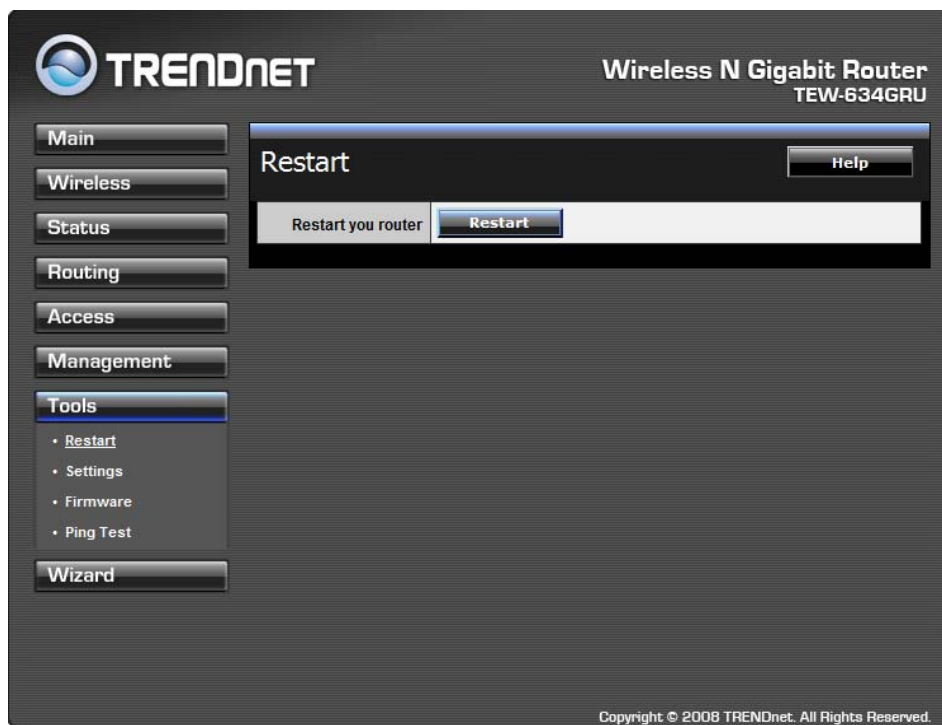 TRENDNET
Wireless N Gigabit Router
TEW-634GRU
Main
Wireless
Status
Routing
Access
Management
Tools
• Restart
• Settings
• Firmware
• Ping Test
Wizard
Restart
Help
Restart you router
Restart
Copyright © 2008 TRENDnet. All Rights Reserved.